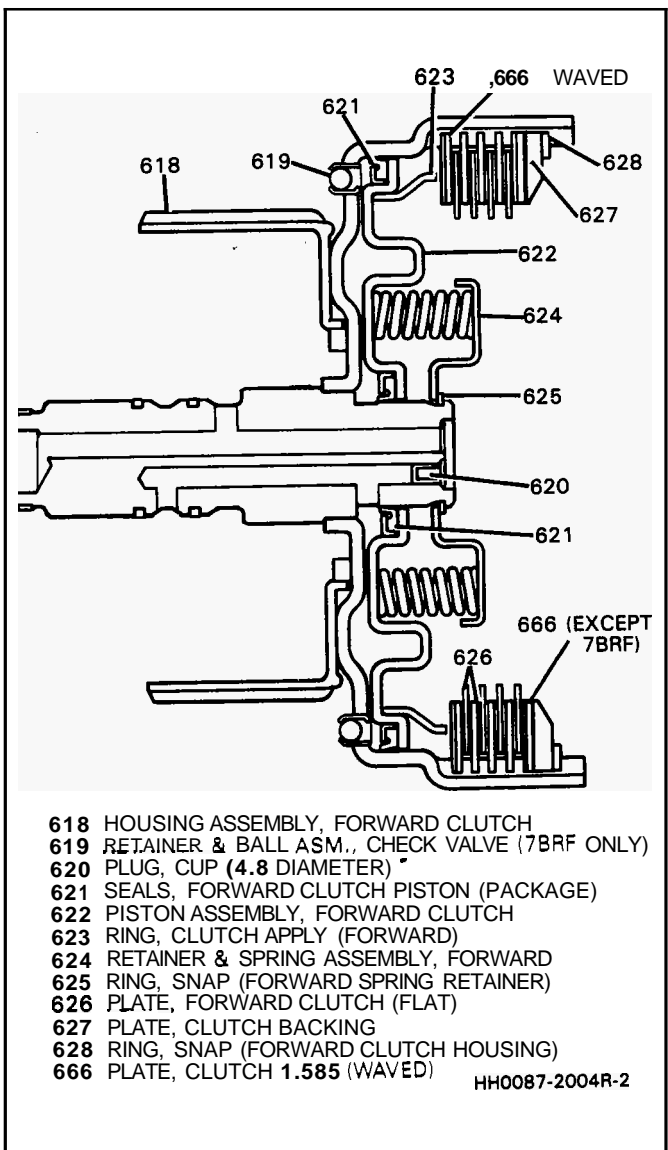 623 ,666 WAVED
621
618
619
628
627
622
624
625
620
621
666 (EXCEPT
7BRF)
626
618 HOUSING ASSEMBLY, FORWARD CLUTCH
619 RETAINER & BALL ASM., CHECK VALVE (7BRF ONLY)
620 PLUG, CUP (4.8 DIAMETER)
621 SEALS, FORWARD CLUTCH PISTON (PACKAGE)
622 PISTON ASSEMBLY, FORWARD CLUTCH
623 RING, CLUTCH APPLY (FORWARD)
624 RETAINER & SPRING ASSEMBLY, FORWARD
625 RING, SNAP (FORWARD SPRING RETAINER)
626 PLATE, FORWARD CLUTCH (FLAT)
627 PLATE, CLUTCH BACKING
628 RING, SNAP (FORWARD CLUTCH HOUSING)
666 PLATE, CLUTCH 1.585 (WAVED)
HH0087-2004R-2